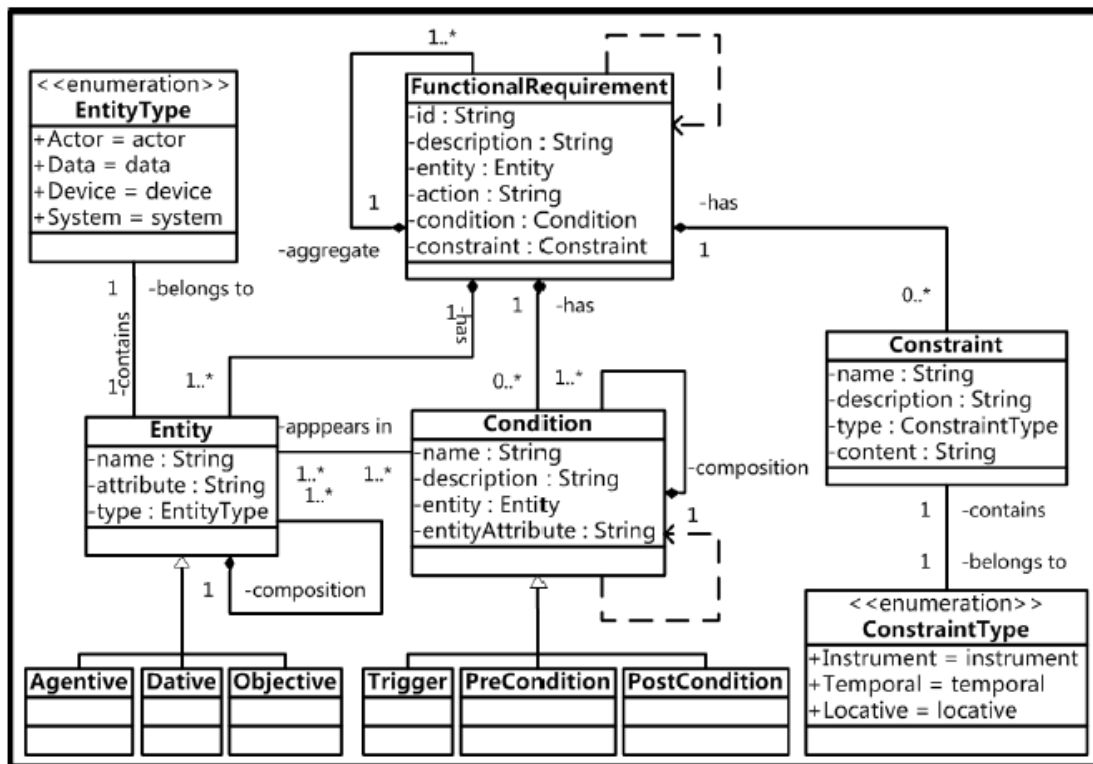 1..*
<<enumeration>>
EntityType
+Actor = actor
+Data = data
+Device = device
+System = system
FunctionalRequirement
-id : String
-description : String
-entity : Entity
-action : String
-condition : Condition
-constraint : Constraint
1
-aggregate
-has
1
1
-belongs to
-contains
1
1
-has
1
-has
0..*
1..*
0..*
1..*
Constraint
-name : String
-description : String
-type : ConstraintType
-content : String
Entity
-name : String
-attribute : String
-type : EntityType
-apppears in
1..*
1..*
1..*
Condition
-name : String
-description : String
-entity : Entity
-entityAttribute : String
-composition
1
1
-composition
1
-contains
1
-belongs to
<<enumeration>>
ConstraintType
+Instrument = instrument
+Temporal = temporal
+Locative = locative
Agentive
Dative
Objective
Trigger
PreCondition
PostCondition